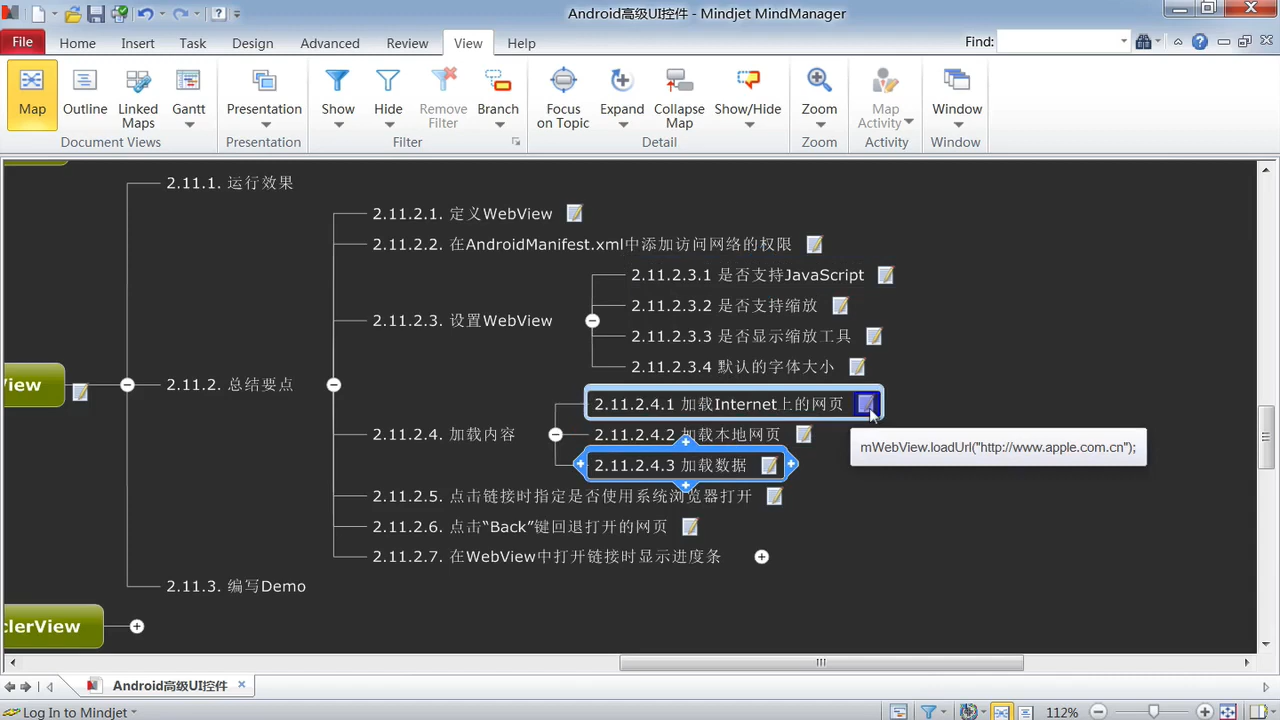 Android高级UI控件 - Mindjet MindManager
File Home Insert Task Design Advanced Review View Help Find:
Map Outline Linked Maps Gantt Presentation Show Hide Remove Filter Branch Focus on Topic Expand Collapse Map Show/Hide Zoom Map Activity Window
Document Views Presentation Filter Detail Zoom Activity Window
2.11.1. 运行效果
2.11.2.1. 定义WebView
2.11.2.2. 在AndroidManifest.xml中添加访问网络的权限
2.11.2.3.1 是否支持JavaScript
2.11.2.3.2 是否支持缩放
2.11.2.3. 设置WebView
2.11.2.3.3 是否显示缩放工具
2.11.2.3.4 默认的字体大小
View
2.11.2. 总结要点
2.11.2.4.1 加载Internet上的网页
2.11.2.4. 加载内容
2.11.2.4.2 加载本地网页
mWebView.loadUrl("http://www.apple.com.cn");
2.11.2.4.3 加载数据
2.11.2.5. 点击链接时指定是否使用系统浏览器打开
2.11.2.6. 点击“Back”键回退打开的网页
2.11.2.7. 在WebView中打开链接时显示进度条
2.11.3. 编写Demo
clerView
Android高级UI控件
Log In to Mindjet 112%